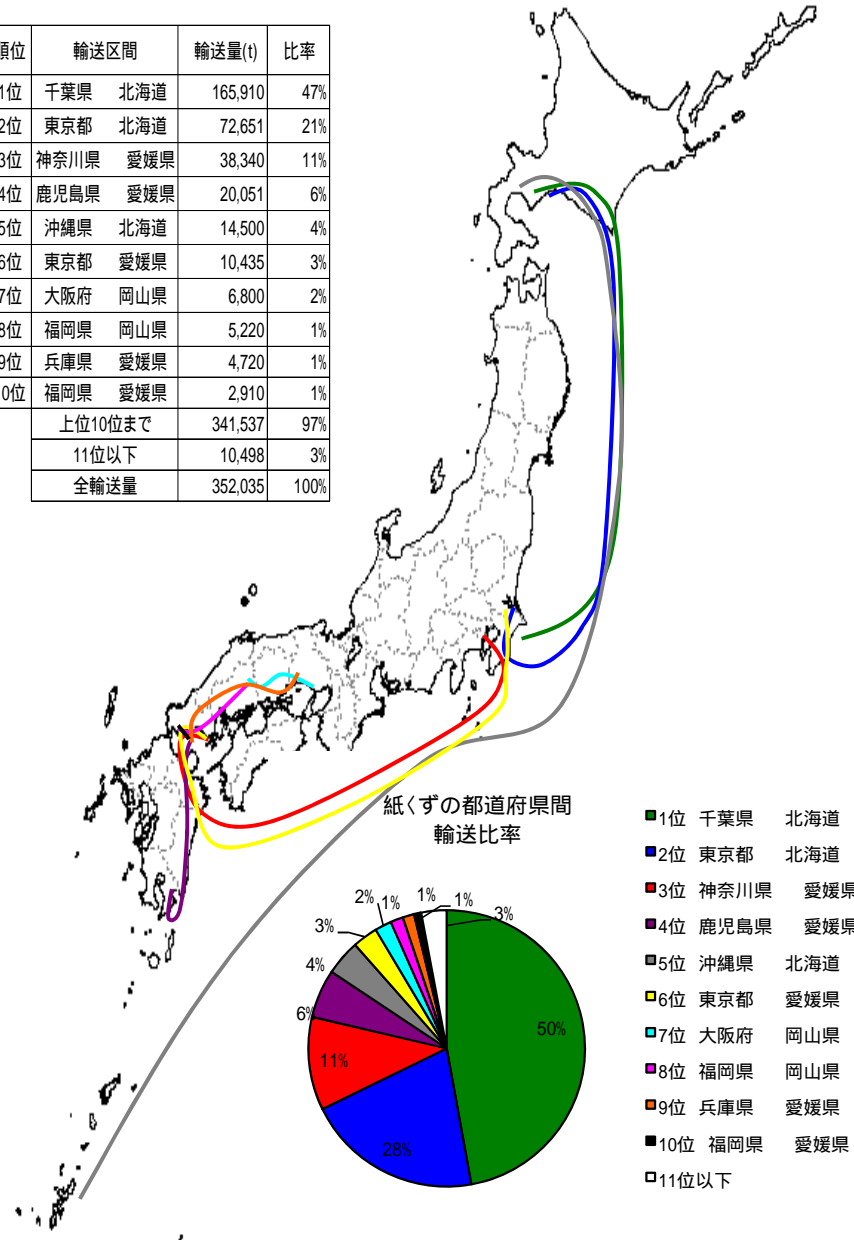 順位 輸送区間 輸送量(t) 比率
1位 千葉県 北海道 165,910 47%
2位 東京都 北海道 72,651 21%
3位 神奈川県 愛媛県 38,340 11%
4位 鹿児島県 愛媛県 20,051 6%
5位 沖縄県 北海道 14,500 4%
6位 東京都 愛媛県 10,435 3%
7位 大阪府 岡山県 6,800 2%
8位 福岡県 岡山県 5,220 1%
9位 兵庫県 愛媛県 4,720 1%
10位 福岡県 愛媛県 2,910 1%
上位10位まで 341,537 97%
11位以下 10,498 3%
全輸送量 352,035 100%
紙くずの都道府県間
輸送比率
50%
28%
11%
6%
4%
3%
2%
1%
1%
1%
3%
1位 千葉県 北海道
2位 東京都 北海道
3位 神奈川県 愛媛県
4位 鹿児島県 愛媛県
5位 沖縄県 北海道
6位 東京都 愛媛県
7位 大阪府 岡山県
8位 福岡県 岡山県
9位 兵庫県 愛媛県
10位 福岡県 愛媛県
11位以下